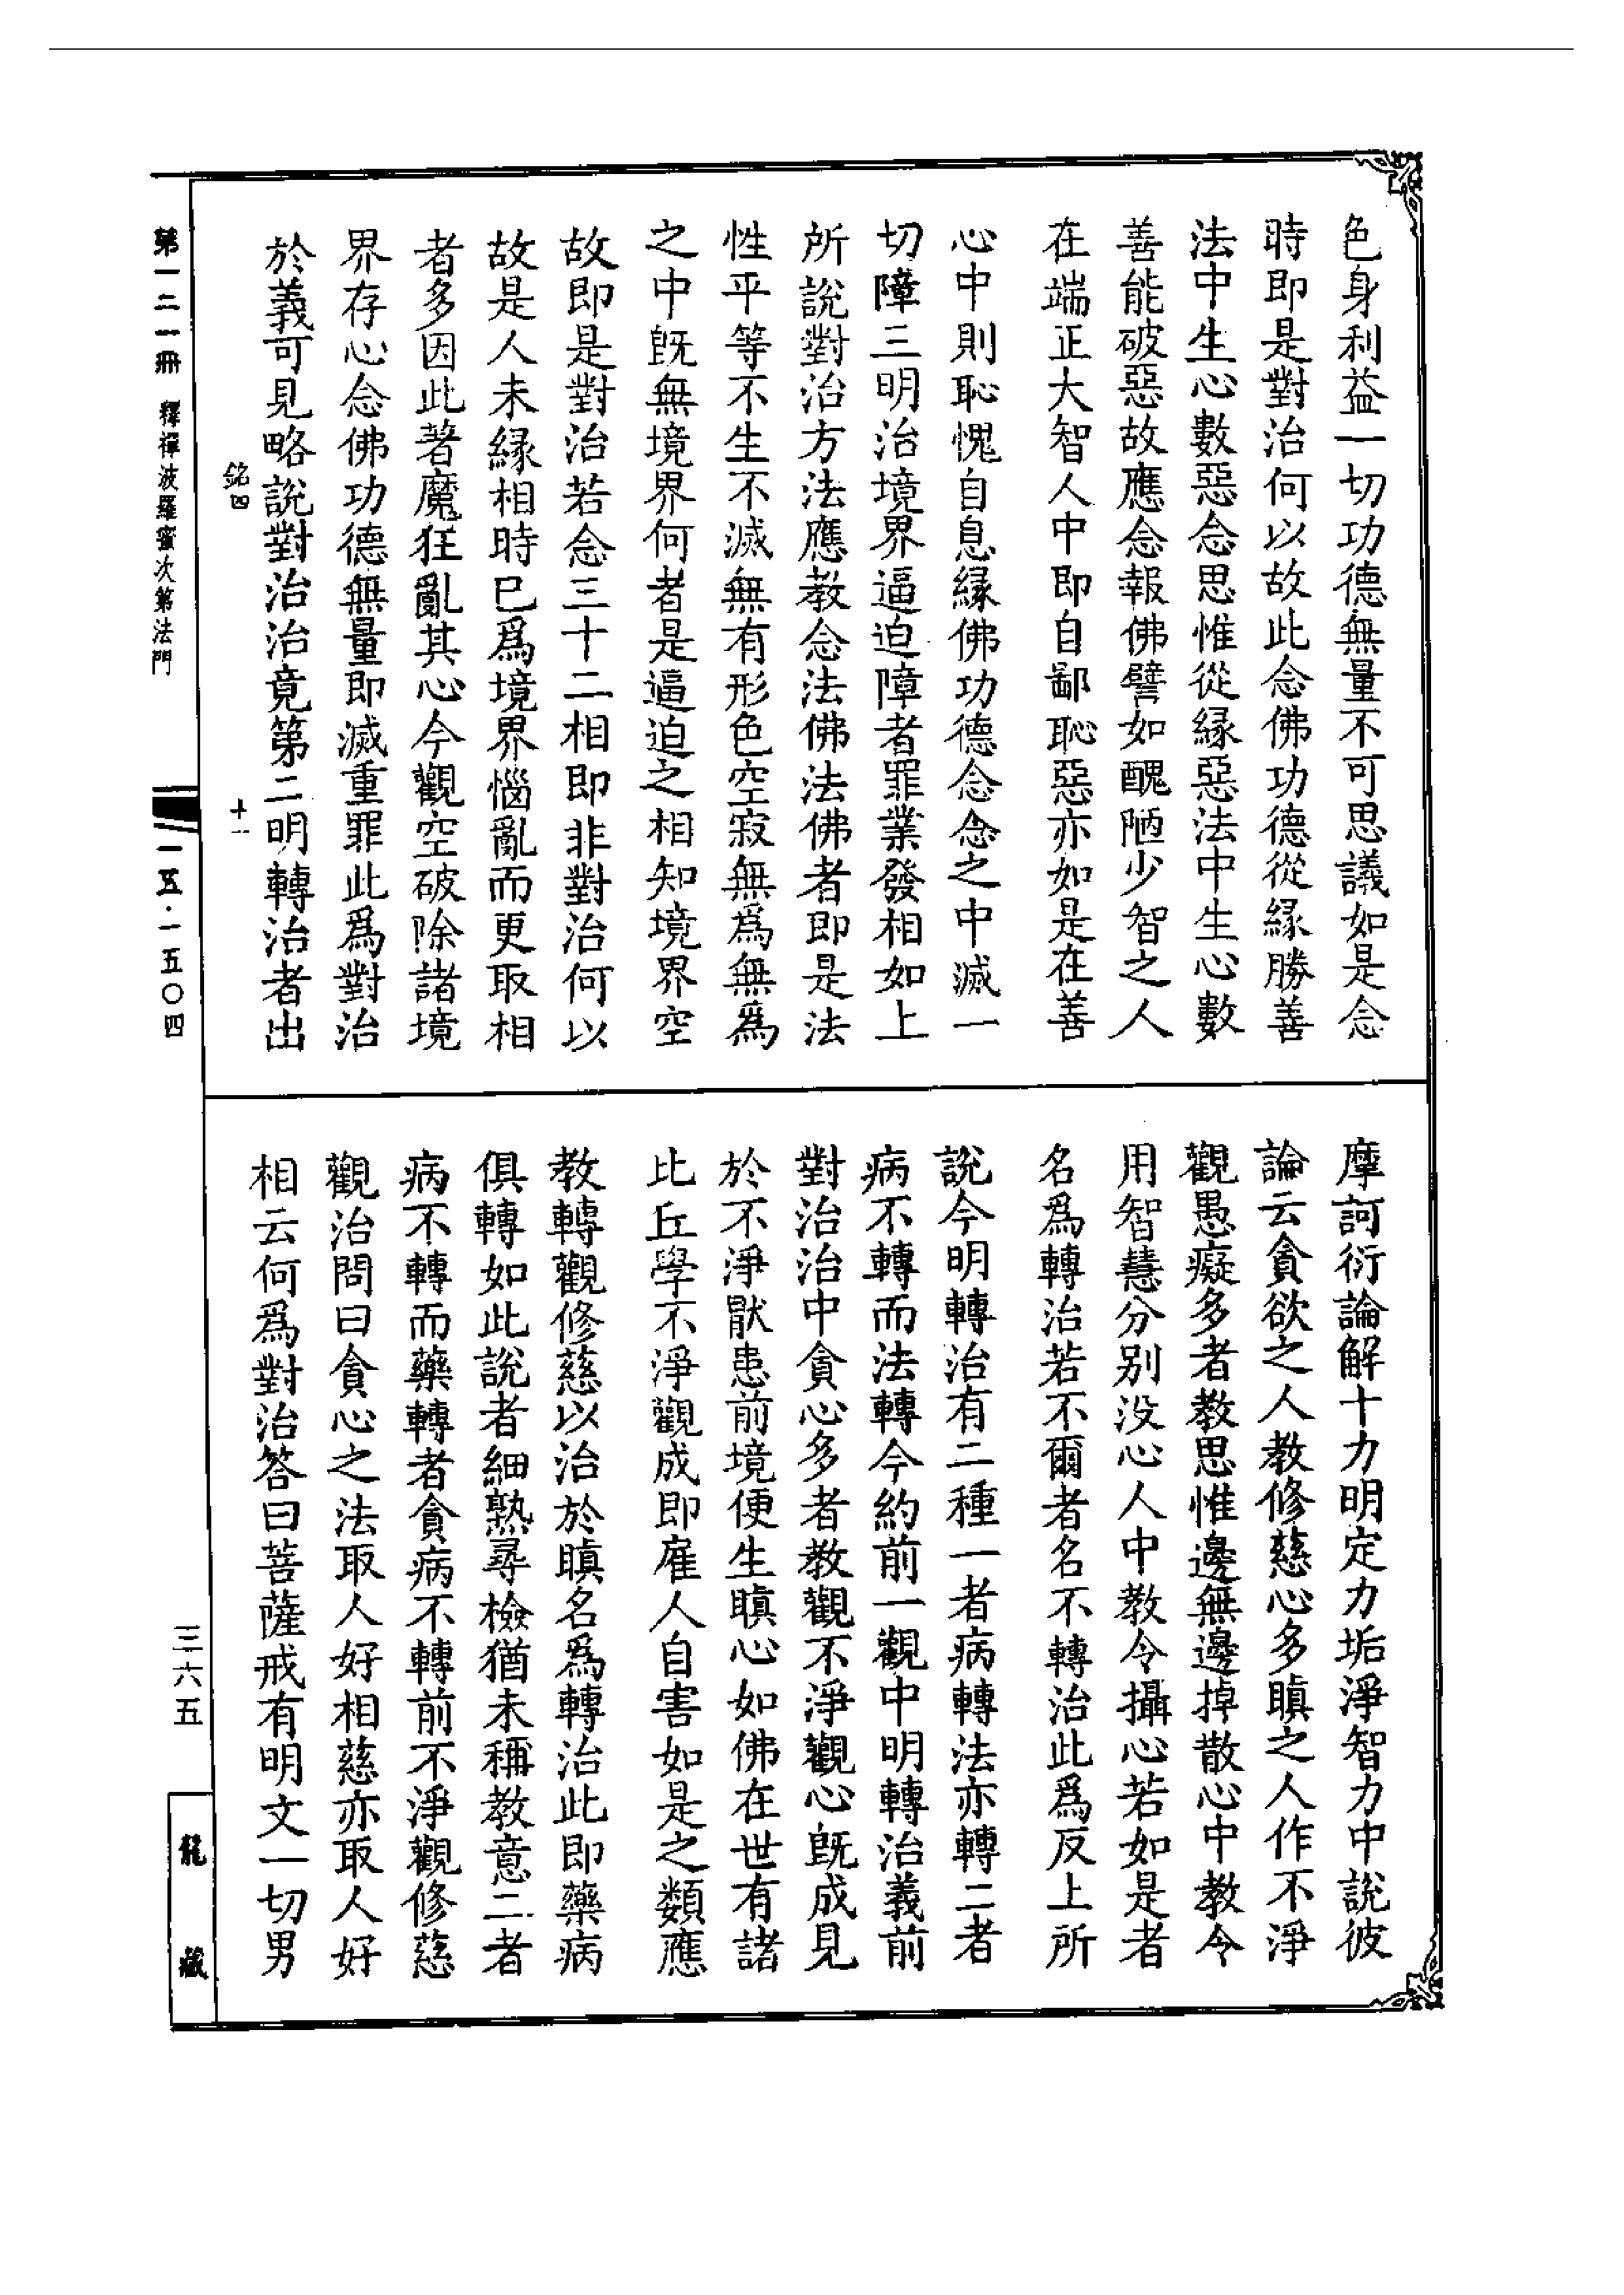 色身利益一切功德無量不可思議如是念
時即是對治何以故此念佛功德從緣勝善
法中生心數惡念思惟從緣惡法中生心數
善能破惡故應念報佛譬如醜陋少智之人
在端正大智人中即自鄙恥惡亦如是在善
心中則恥愧自息緣佛功德念念之中滅一
切障三明治境界逼迫障者罪業發相如上
所說對治方法應教念法佛法佛者即是法
性平等不生不滅無有形色空寂無為無為
之中既無境界何者是逼迫之相知境界空
故即是對治若念三十二相即非對治何以
故是人未緣相時已爲境界惱亂而更取相
者多因此著魔狂亂其心今觀空破除諸境
界存心念佛功德無量即滅重罪此爲對治
於義可見略說對治治竟第二明轉治者出
銘四
十一
摩訶衍論解十力明定力垢淨智力中說彼
論云貪欲之人教修慈心多瞋之人作不淨
觀愚癡多者教思惟邊無邊掉散心中教令
用智慧分別没心人中教令攝心若如是者
名爲轉治若不爾者名不轉治此爲反上所
說今明轉治有二種一者病轉法亦轉二者
病不轉而法轉今約前一觀中明轉治義前
對治治中貪心多者教觀不淨觀心既成見
於不淨厭患前境便生瞋心如佛在世有諸
比丘學不淨觀成即雇人自害如是之類應
教轉觀修慈以治於瞋名爲轉治此即藥病
俱轉如此說者細熟尋檢猶未稱教意二者
病不轉而藥轉者貪病不轉前不淨觀修慈
觀治問曰貪心之法取人好相慈亦取人好
相云何爲對治答曰菩薩戒有明文一切男
第一二一冊 釋禪波羅蜜次第法門
一五·一五〇四
三六五
龍藏